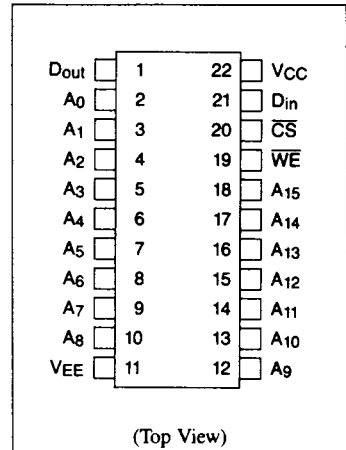 Dout 1 22 VCC
A0 2 21 Din
A1 3 20 C̅S̅
A2 4 19 W̅E̅
A3 5 18 A15
A4 6 17 A14
A5 7 16 A13
A6 8 15 A12
A7 9 14 A11
A8 10 13 A10
VEE 11 12 A9
(Top View)